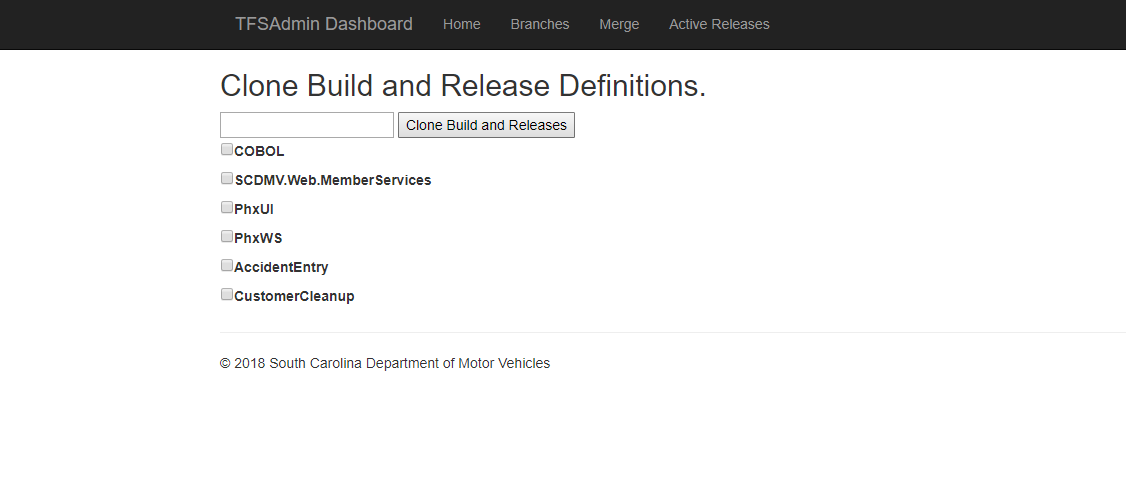 TFSAdmin Dashboard Home Branches Merge Active Releases
Clone Build and Release Definitions.
Clone Build and Releases
COBOL
SCDMV.Web.MemberServices
PhxUI
PhxWS
AccidentEntry
CustomerCleanup
© 2018 South Carolina Department of Motor Vehicles